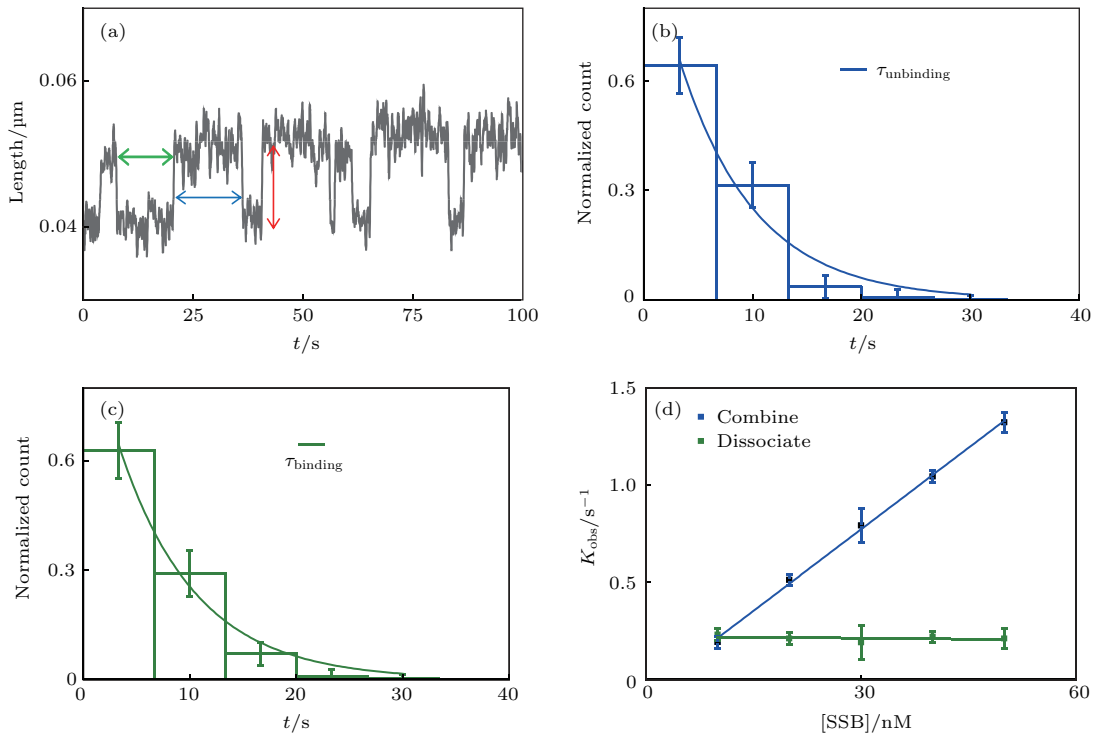 (a)
0.06
0.04
Length/μm
0
25
50
75
100
t/s
(b)
0.6
0.3
0
Normalized count
τunbinding
0
10
20
30
40
t/s
(c)
0.6
0.3
0
Normalized count
τbinding
0
10
20
30
40
t/s
(d)
Combine
Dissociate
1.5
1.0
0.5
0
Kobs/s−1
0
30
60
[SSB]/nM